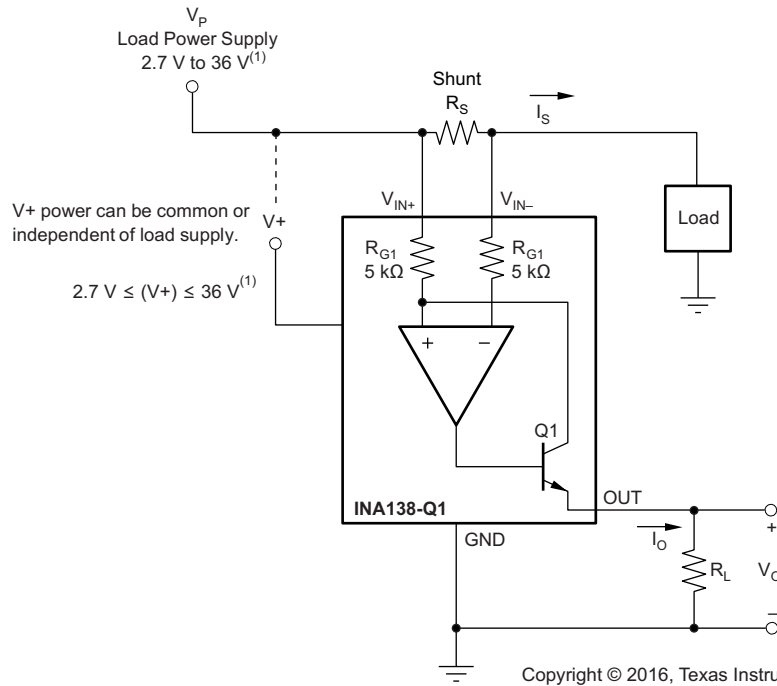 V_P
Load Power Supply
2.7 V to 36 V(1)
Shunt
R_S
I_S
V+ power can be common or
independent of load supply.
V+
2.7 V ≤ (V+) ≤ 36 V(1)
V_IN+
V_IN–
Load
R_G1
5 kΩ
R_G1
5 kΩ
+
–
Q1
OUT
INA138-Q1
GND
I_O
R_L
+
V_O
–
Copyright © 2016, Texas Instru